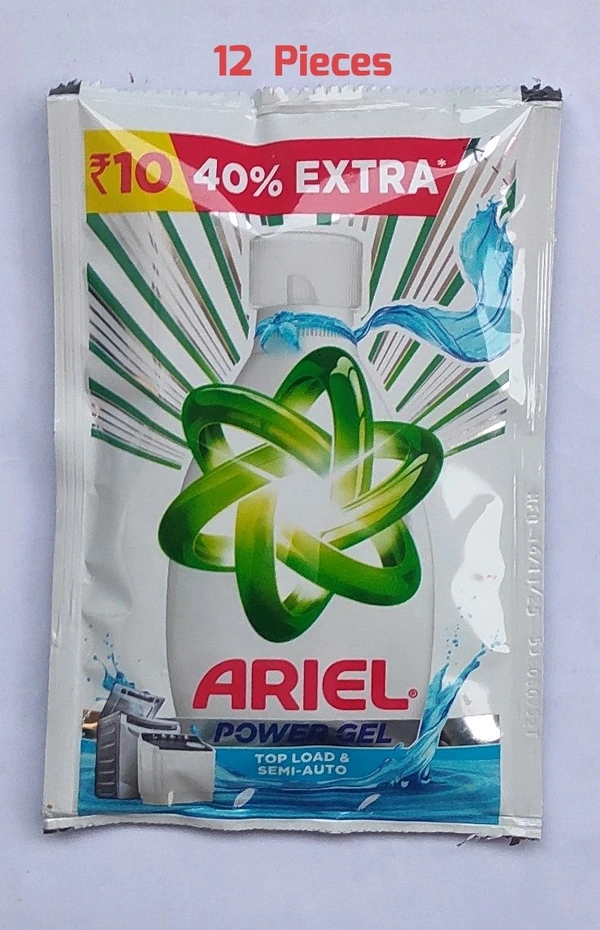 12 Pieces
₹10 40% EXTRA*
ARIEL®
POWER GEL
TOP LOAD &
SEMI-AUTO